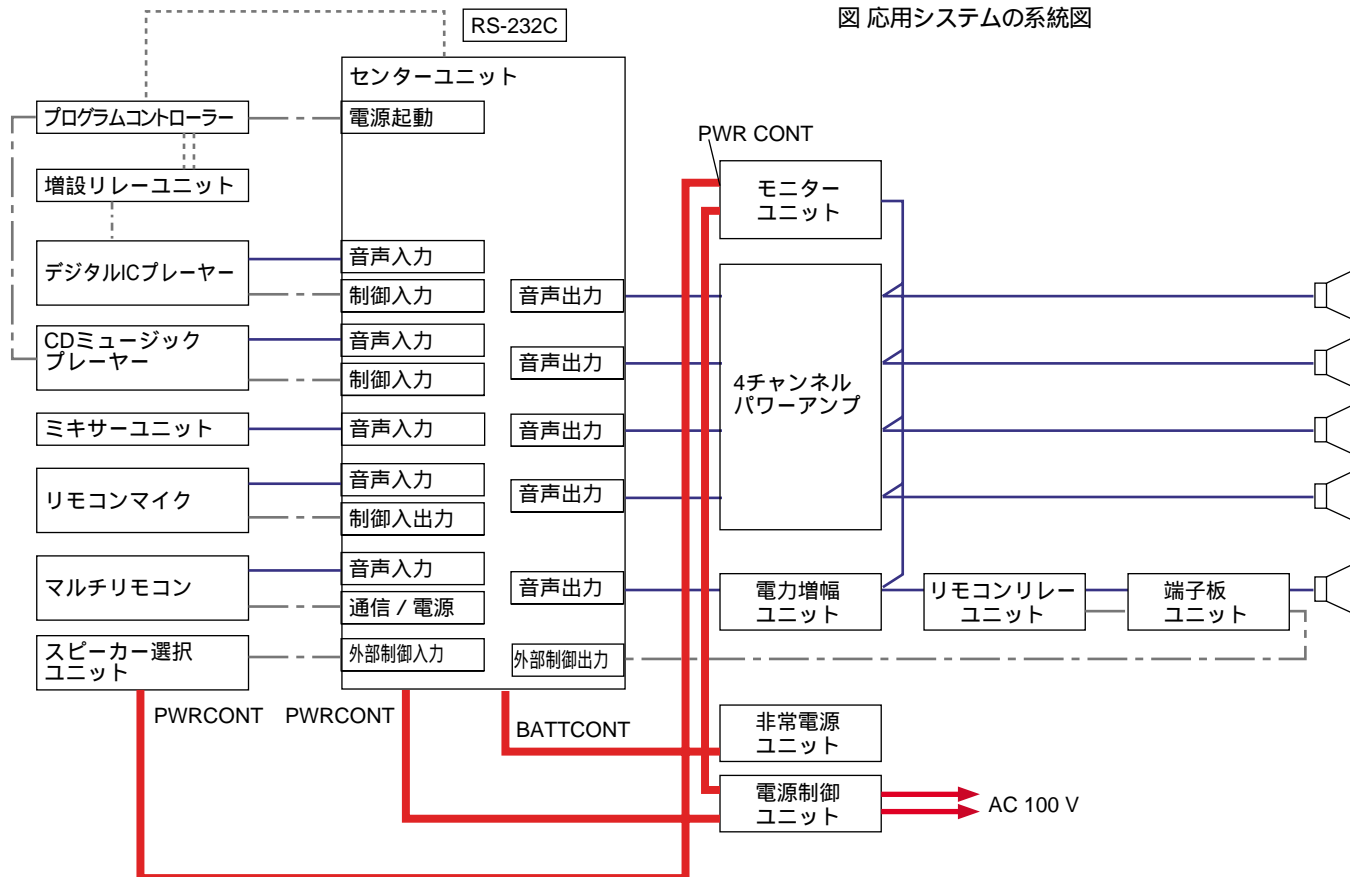 図 応用システムの系統図
RS-232C
センターユニット
プログラムコントローラー
電源起動
PWR CONT
増設リレーユニット
モニター
ユニット
デジタルICプレーヤー
音声入力
制御入力
音声出力
CDミュージック
プレーヤー
音声入力
制御入力
音声出力
4チャンネル
パワーアンプ
ミキサーユニット
音声入力
音声出力
リモコンマイク
音声入力
制御入出力
音声出力
マルチリモコン
音声入力
通信 / 電源
音声出力
電力増幅
ユニット
リモコンリレー
ユニット
端子板
ユニット
スピーカー選択
ユニット
外部制御入力
外部制御出力
PWRCONT
PWRCONT
BATTCONT
非常電源
ユニット
電源制御
ユニット
AC 100 V